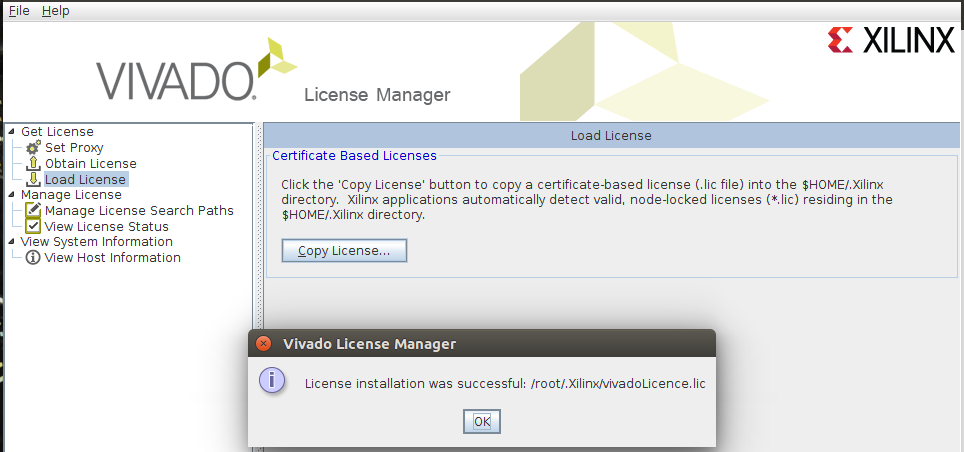 File Help
VIVADO.
License Manager
XILINX
Get License
Set Proxy
Obtain License
Load License
Manage License
Manage License Search Paths
View License Status
View System Information
View Host Information
Load License
Certificate Based Licenses
Click the 'Copy License' button to copy a certificate-based license (.lic file) into the $HOME/.Xilinx
directory. Xilinx applications automatically detect valid, node-locked licenses (*.lic) residing in the
$HOME/.Xilinx directory.
Copy License...
Vivado License Manager
License installation was successful: /root/.Xilinx/vivadoLicence.lic
OK